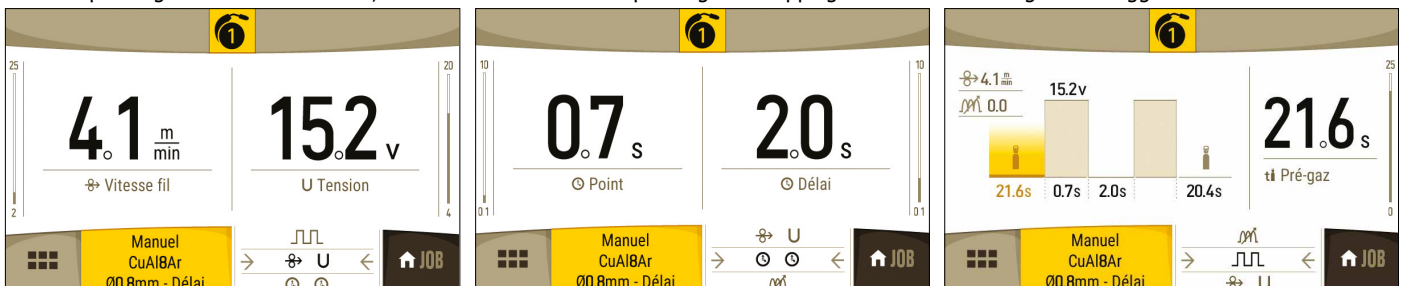 1
25
20
4.1 m/min
15.2 v
Vitesse fil
U Tension
2
4
Manuel
CuAl8Ar
Ø0.8mm - Délai
U
JOB
1
10
10
0.7 s
2.0 s
Point
Délai
0.1
0.1
Manuel
CuAl8Ar
Ø0.8mm - Délai
U
JOB
1
25
4.1 m/min
0.0
15.2v
21.6 s
Pré-gaz
21.6s 0.7s 2.0s 20.4s
0
Manuel
CuAl8Ar
Ø0.8mm - Délai
U
JOB